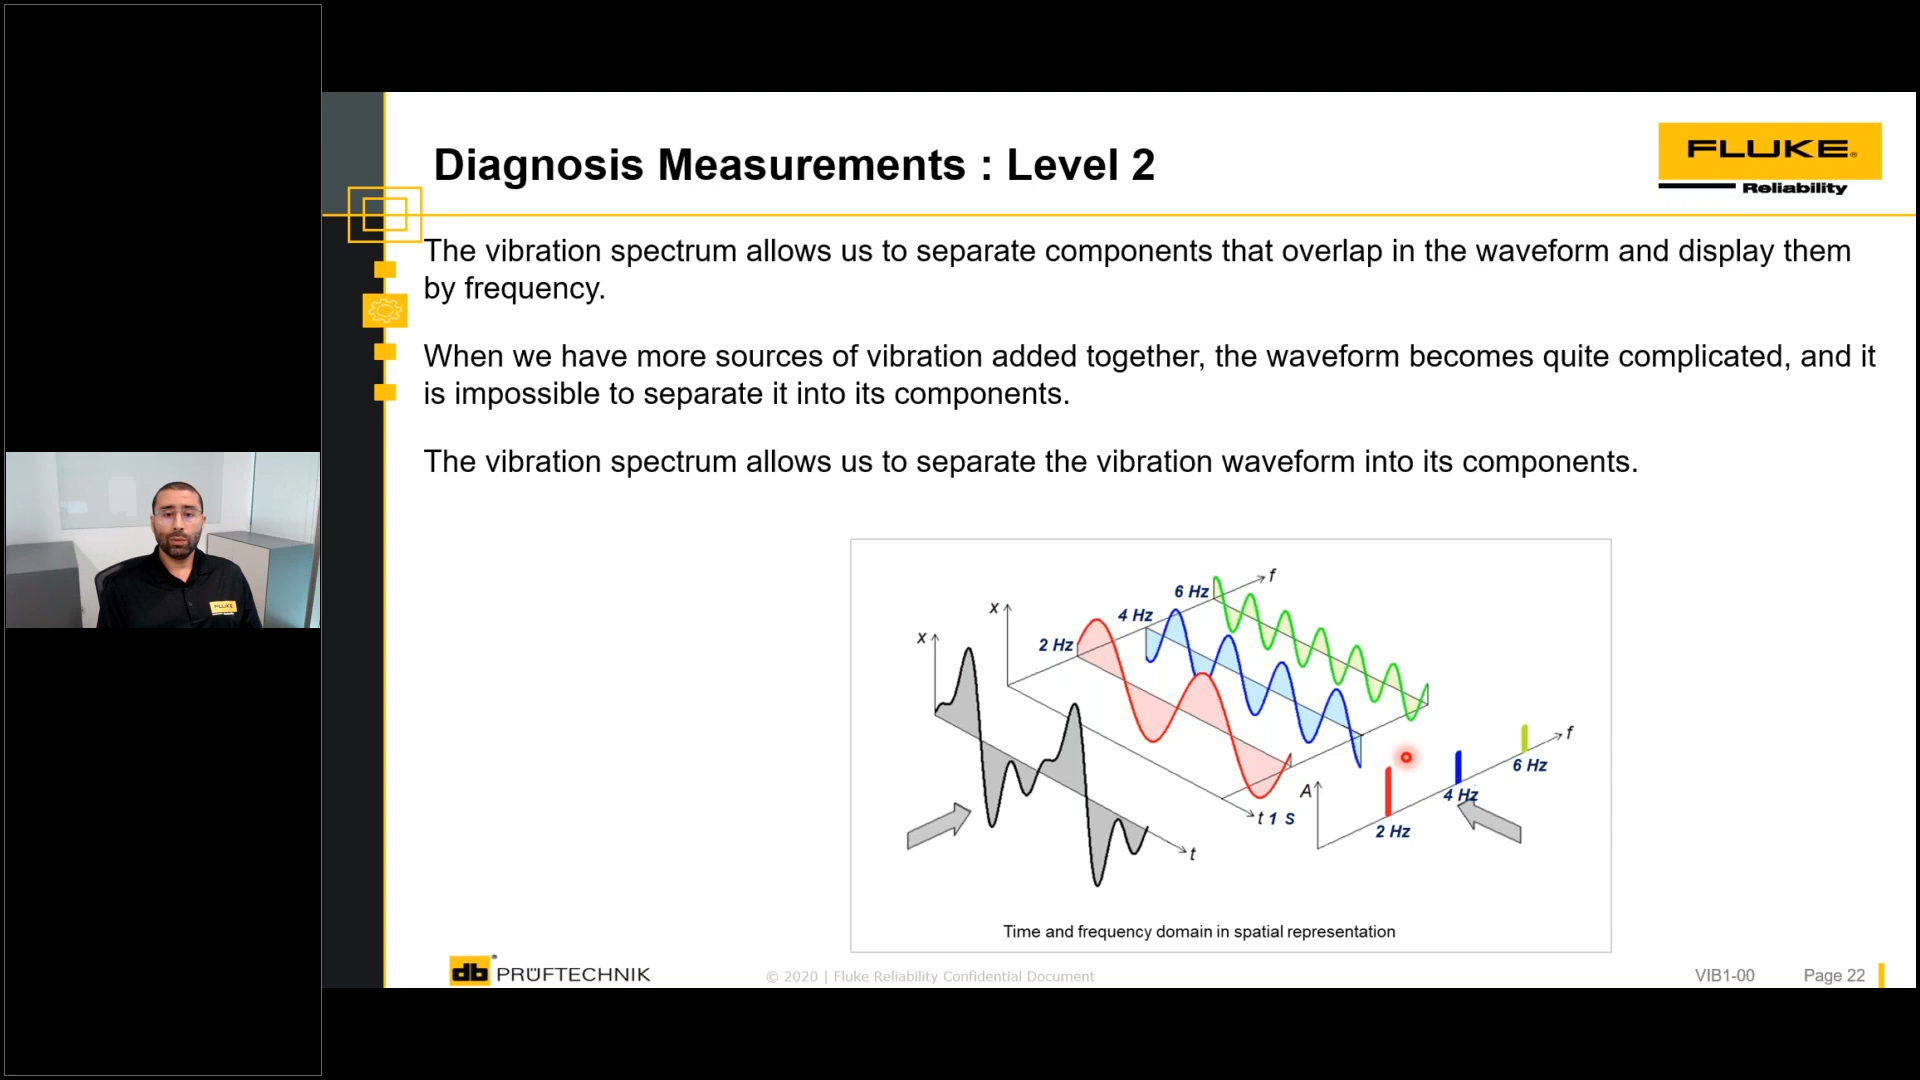 Diagnosis Measurements : Level 2
FLUKE®
Reliability
The vibration spectrum allows us to separate components that overlap in the waveform and display them
by frequency.
When we have more sources of vibration added together, the waveform becomes quite complicated, and it
is impossible to separate it into its components.
The vibration spectrum allows us to separate the vibration waveform into its components.
FLUKE
x
t
x
2 Hz
4 Hz
6 Hz
f
t 1 s
A
2 Hz
4 Hz
6 Hz
f
Time and frequency domain in spatial representation
db PRÜFTECHNIK
© 2020 | Fluke Reliability Confidential Document
VIB1-00
Page 22